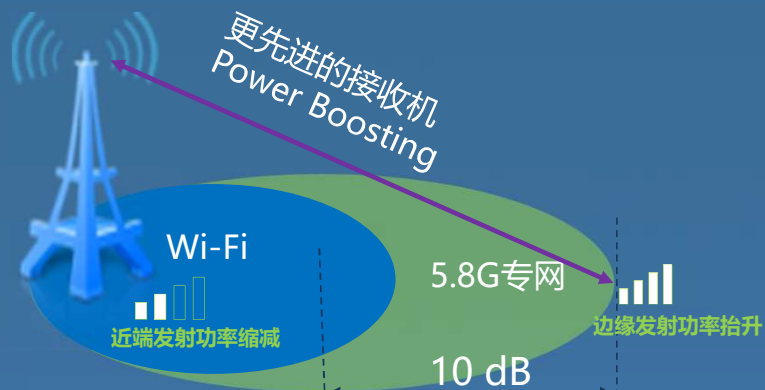 更先进的接收机
Power Boosting
Wi-Fi
5.8G专网
近端发射功率缩减
边缘发射功率抬升
10 dB